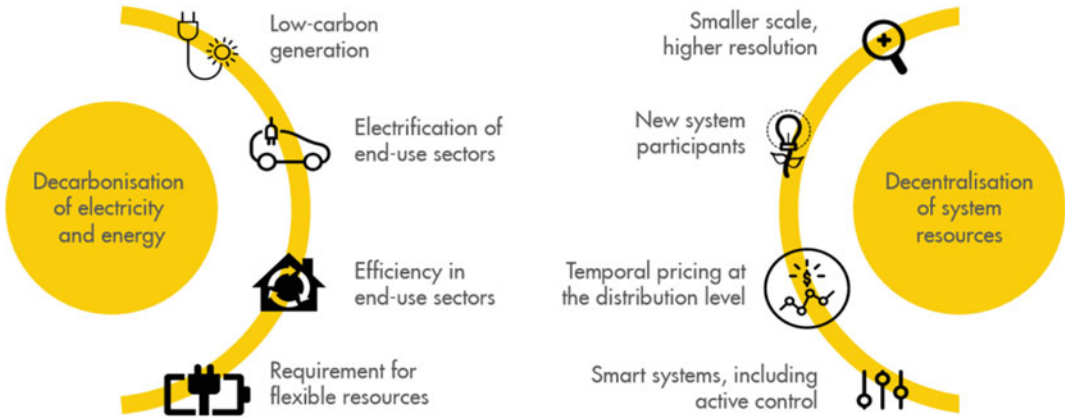 Decarbonisation
of electricity
and energy
Low-carbon
generation
Electrification of
end-use sectors
Efficiency in
end-use sectors
Requirement for
flexible resources
Smaller scale,
higher resolution
New system
participants
Temporal pricing at
the distribution level
$
Smart systems, including
active control
Decentralisation
of system
resources